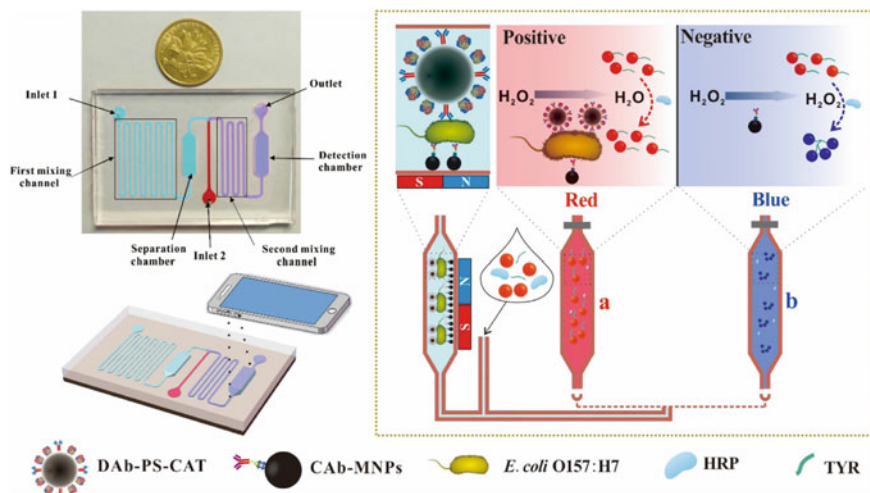 Inlet 1
Outlet
First mixing
channel
Detection
chamber
Separation
chamber
Inlet 2
Second mixing
channel
Positive
H₂O₂
H₂O
Negative
H₂O₂
H₂O₂
S
N
Red
Blue
N
S
a
b
DAb-PS-CAT
CAb-MNPs
E. coli O157:H7
HRP
TYR